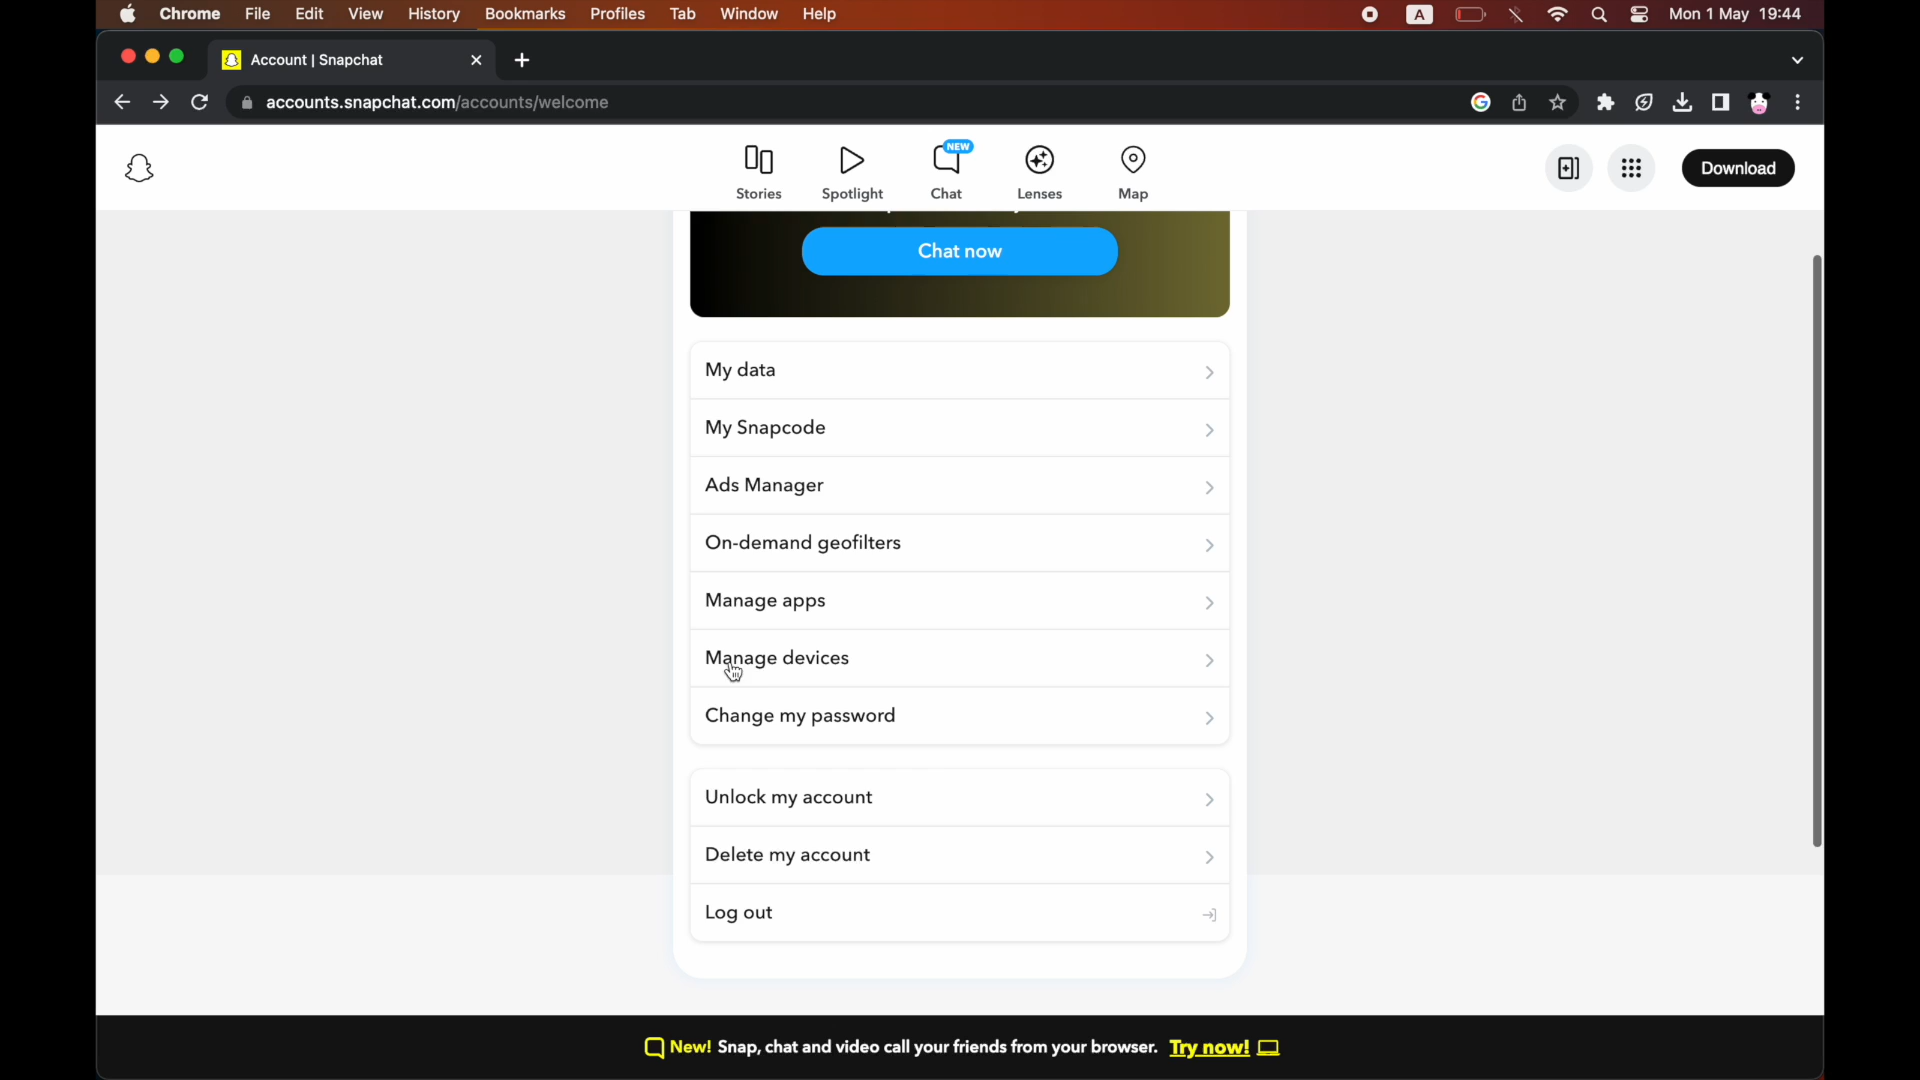 Chrome File Edit View History Bookmarks Profiles Tab Window Help A Mon 1 May 19:44
Account | Snapchat
accounts.snapchat.com/accounts/welcome
NEW
Stories Spotlight Chat Lenses Map Download
Chat now
My data
My Snapcode
Ads Manager
On-demand geofilters
Manage apps
Manage devices
Change my password
Unlock my account
Delete my account
Log out
New! Snap, chat and video call your friends from your browser. Try now!